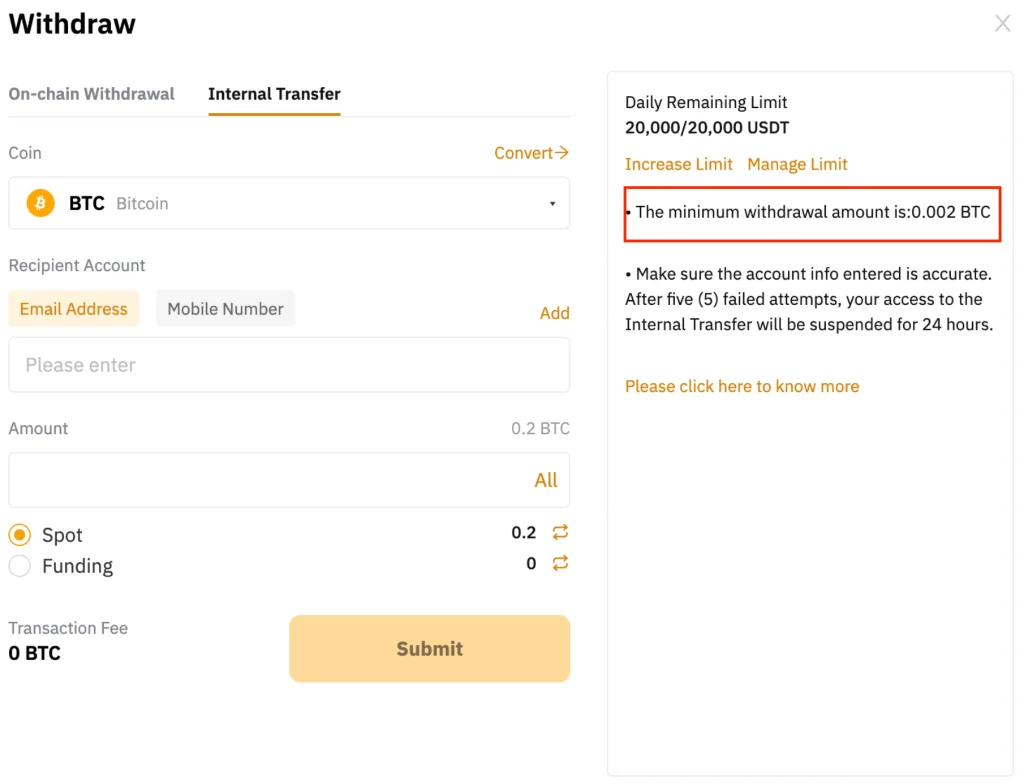 Withdraw
On-chain Withdrawal Internal Transfer
Coin Convert→
BTC Bitcoin
Recipient Account
Email Address Mobile Number Add
Please enter
Amount 0.2 BTC
All
Spot 0.2
Funding 0
Transaction Fee
0 BTC
Submit
Daily Remaining Limit
20,000/20,000 USDT
Increase Limit Manage Limit
• The minimum withdrawal amount is:0.002 BTC
• Make sure the account info entered is accurate.
After five (5) failed attempts, your access to the
Internal Transfer will be suspended for 24 hours.
Please click here to know more